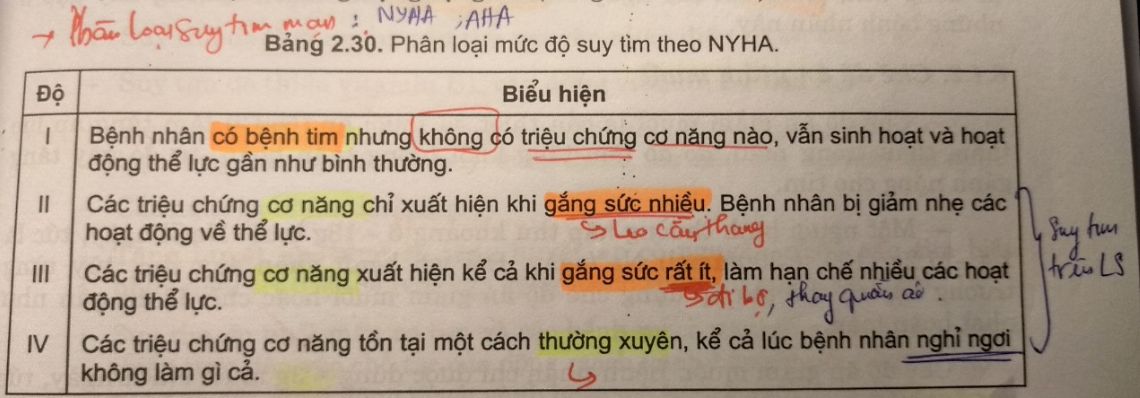 → Phân loại suy tim mạn : NYHA ; AHA
Bảng 2.30. Phân loại mức độ suy tim theo NYHA.
Độ Biểu hiện
I Bệnh nhân có bệnh tim nhưng không có triệu chứng cơ năng nào, vẫn sinh hoạt và hoạt
động thể lực gần như bình thường.
II Các triệu chứng cơ năng chỉ xuất hiện khi gắng sức nhiều. Bệnh nhân bị giảm nhẹ các
hoạt động về thể lực.
↳ Leo cầu thang
III Các triệu chứng cơ năng xuất hiện kể cả khi gắng sức rất ít, làm hạn chế nhiều các hoạt
động thể lực.
↳ đi bộ, thay quần áo
IV Các triệu chứng cơ năng tồn tại một cách thường xuyên, kể cả lúc bệnh nhân nghỉ ngơi
không làm gì cả.
Suy tim
trên LS